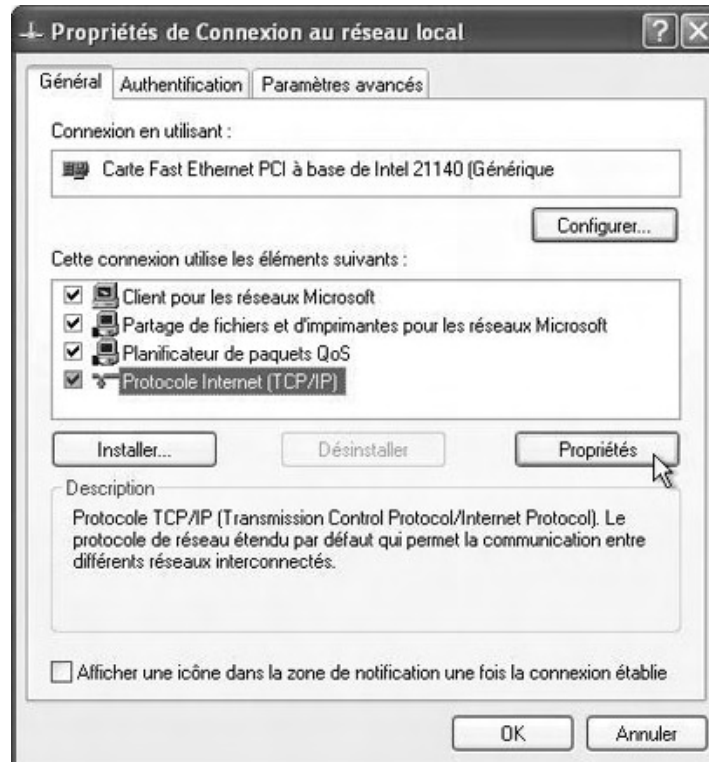 Propriétés de Connexion au réseau local
Général Authentification Paramètres avancés
Connexion en utilisant :
Carte Fast Ethernet PCI à base de Intel 21140 (Générique
Configurer...
Cette connexion utilise les éléments suivants :
Client pour les réseaux Microsoft
Partage de fichiers et d'imprimantes pour les réseaux Microsoft
Planificateur de paquets QoS
Protocole Internet (TCP/IP)
Installer... Désinstaller Propriétés
Description
Protocole TCP/IP (Transmission Control Protocol/Internet Protocol). Le
protocole de réseau étendu par défaut qui permet la communication entre
différents réseaux interconnectés.
Afficher une icône dans la zone de notification une fois la connexion établie
OK Annuler